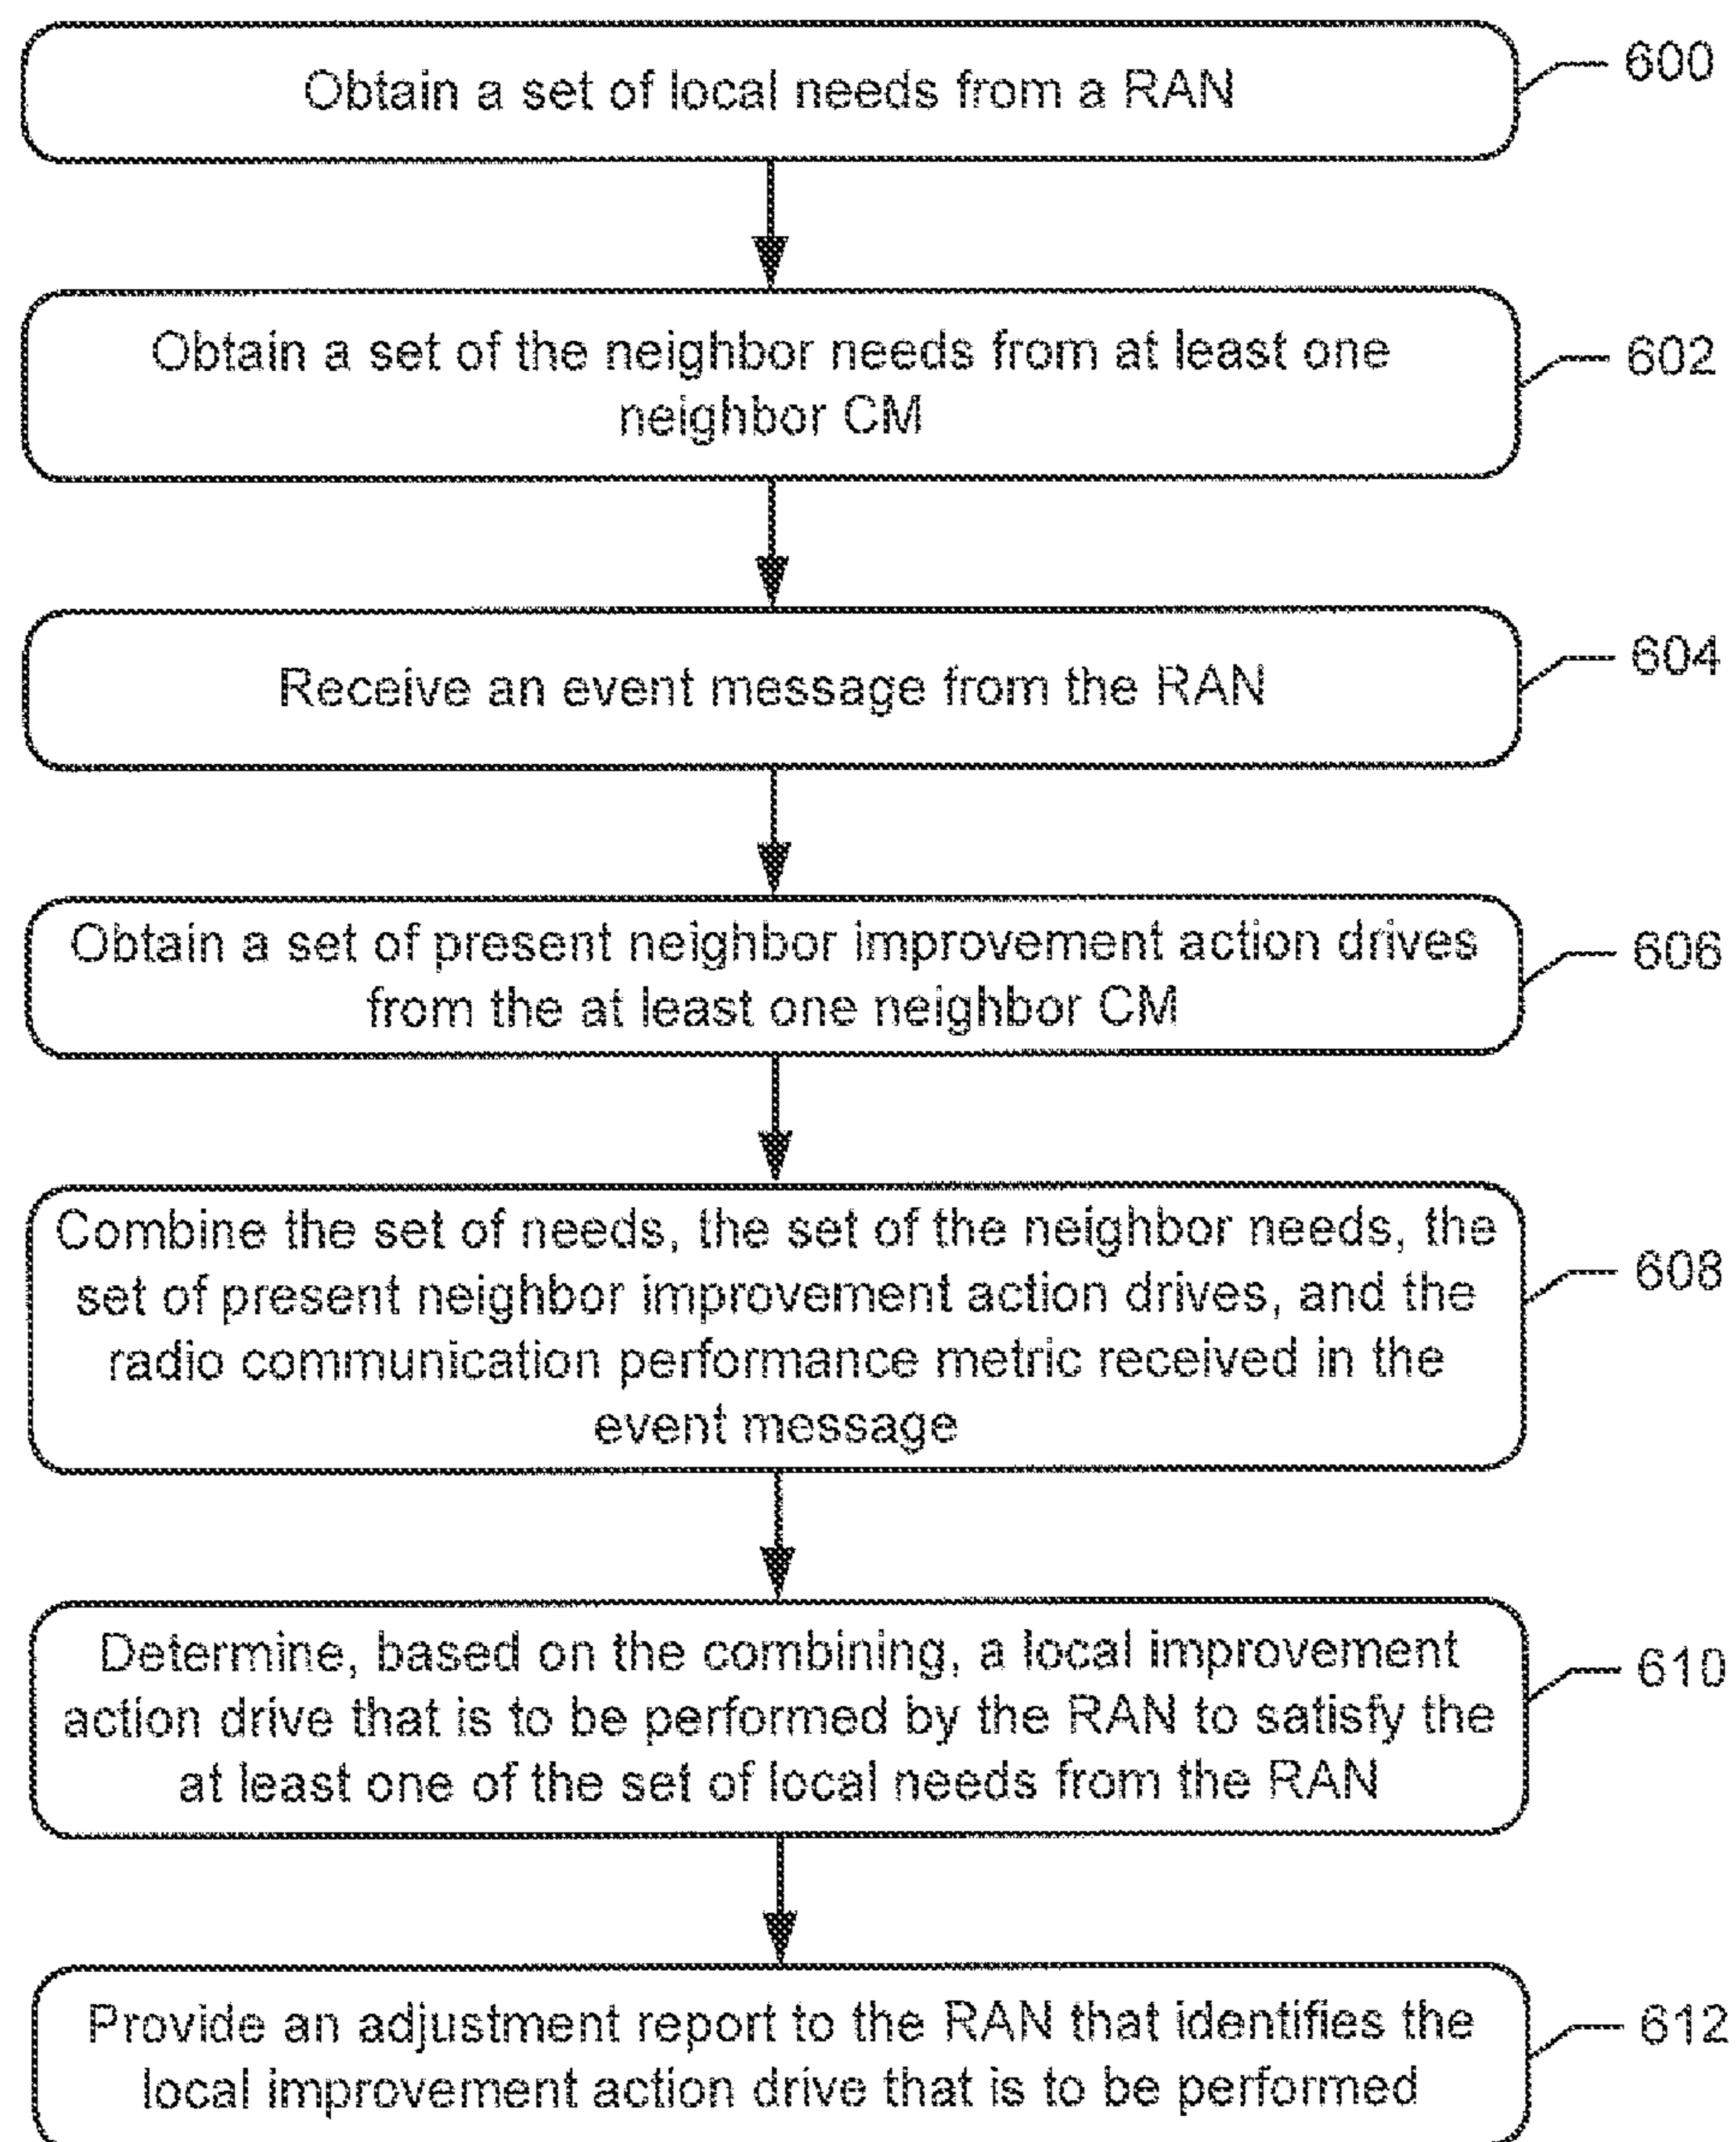 Obtain a set of local needs from a RAN
600
Obtain a set of the neighbor needs from at least one
neighbor CM
602
Receive an event message from the RAN
604
Obtain a set of present neighbor improvement action drives
from the at least one neighbor CM
606
Combine the set of needs, the set of the neighbor needs, the
set of present neighbor improvement action drives, and the
radio communication performance metric received in the
event message
608
Determine, based on the combining, a local improvement
action drive that is to be performed by the RAN to satisfy the
at least one of the set of local needs from the RAN
610
Provide an adjustment report to the RAN that identifies the
local improvement action drive that is to be performed
612